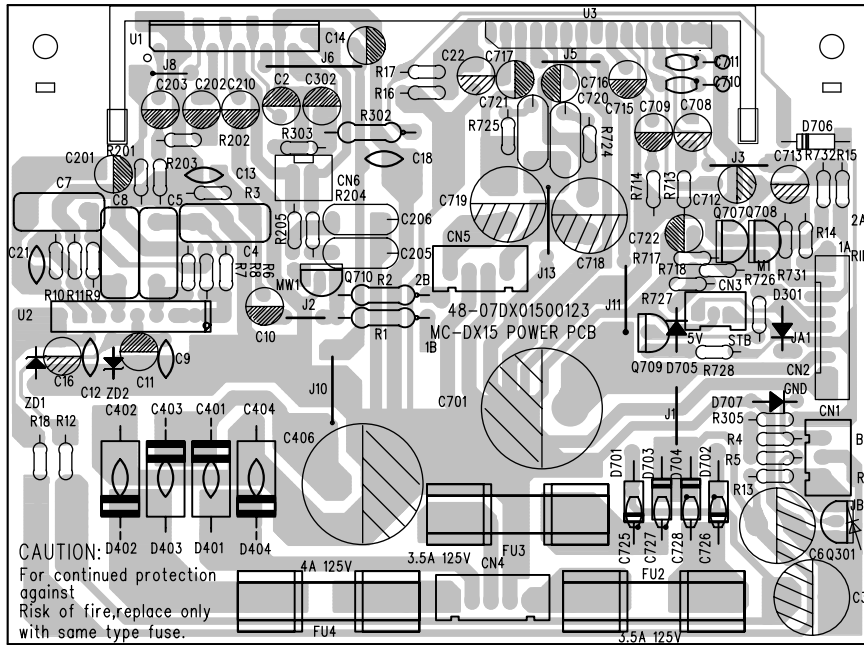 U1
C14
U3
J8
J6
R17
R16
C22
C717
J5
C711
C710
C203
C202
C210
C2
C302
C721
C716
C720
C715
C709
C708
R302
R303
R725
R724
D706
R201
R202
C201
R203
C13
C18
J3
C713
R732
R15
C7
C8
C5
R3
CN6
R204
R714
R713
C712
C719
Q707
Q708
2A
C21
R205
C206
C722
R14
C4
CN5
C205
R717
1A
R10
R11
R9
R7
R8
R6
MW1
Q710
R2
2B
J13
C718
R718
M1
R731
R726
U2
J2
J11
R727
CN3
D301
C10
R1
1B
48-07DX01500123
MC-DX15 POWER PCB
5V
STB
JA1
C16
C12
C11
C9
Q709
D705
R728
CN2
ZD1
ZD2
J10
D707
GND
C402
C403
C401
C404
C701
J1
R305
CN1
R18
R12
C406
R4
B
D701
D703
D704
D702
R5
R
R13
JB
D402
D403
D401
D404
FU3
C725
C727
C728
C726
C6
Q301
CAUTION:
3.5A 125V
4A 125V
CN4
FU2
For continued protection
against
Risk of fire,replace only
with same type fuse.
FU4
3.5A 125V